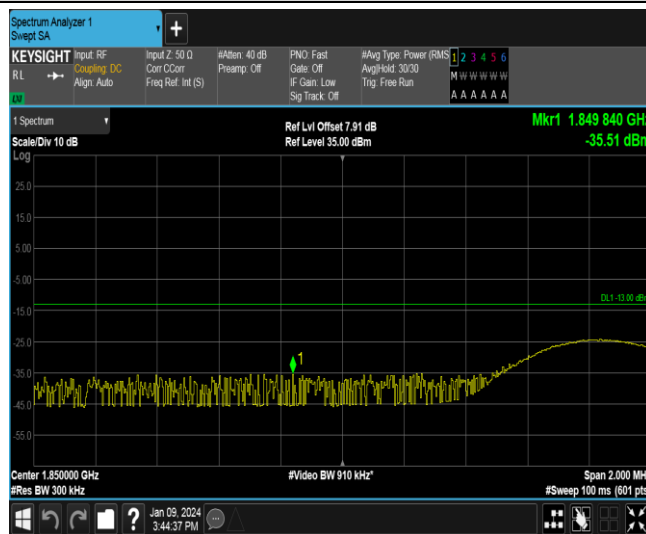 Spectrum Analyzer 1
Swept SA
+
KEYSIGHT Input: RF Input Z: 50 Ω #Atten: 40 dB PNO: Fast #Avg Type: Power (RMS 1 2 3 4 5 6
RL Coupling: DC Corr CCorr Preamp: Off Gate: Off Avg|Hold: 30/30 M W W W W W
Align: Auto Freq Ref: Int (S) IF Gain: Low Trig: Free Run
Sig Track: Off A A A A A A
LXI
1 Spectrum Ref Lvl Offset 7.91 dB Mkr1 1.849 840 GHz
Scale/Div 10 dB Ref Level 35.00 dBm -35.51 dBm
Log
25.0
15.0
5.00
-5.00
DL1 -13.00 dBm
-15.0
-25.0
1
-35.0
-45.0
-55.0
Center 1.850000 GHz #Video BW 910 kHz* Span 2.000 MH
#Res BW 300 kHz #Sweep 100 ms (601 pts
? Jan 09, 2024
3:44:37 PM